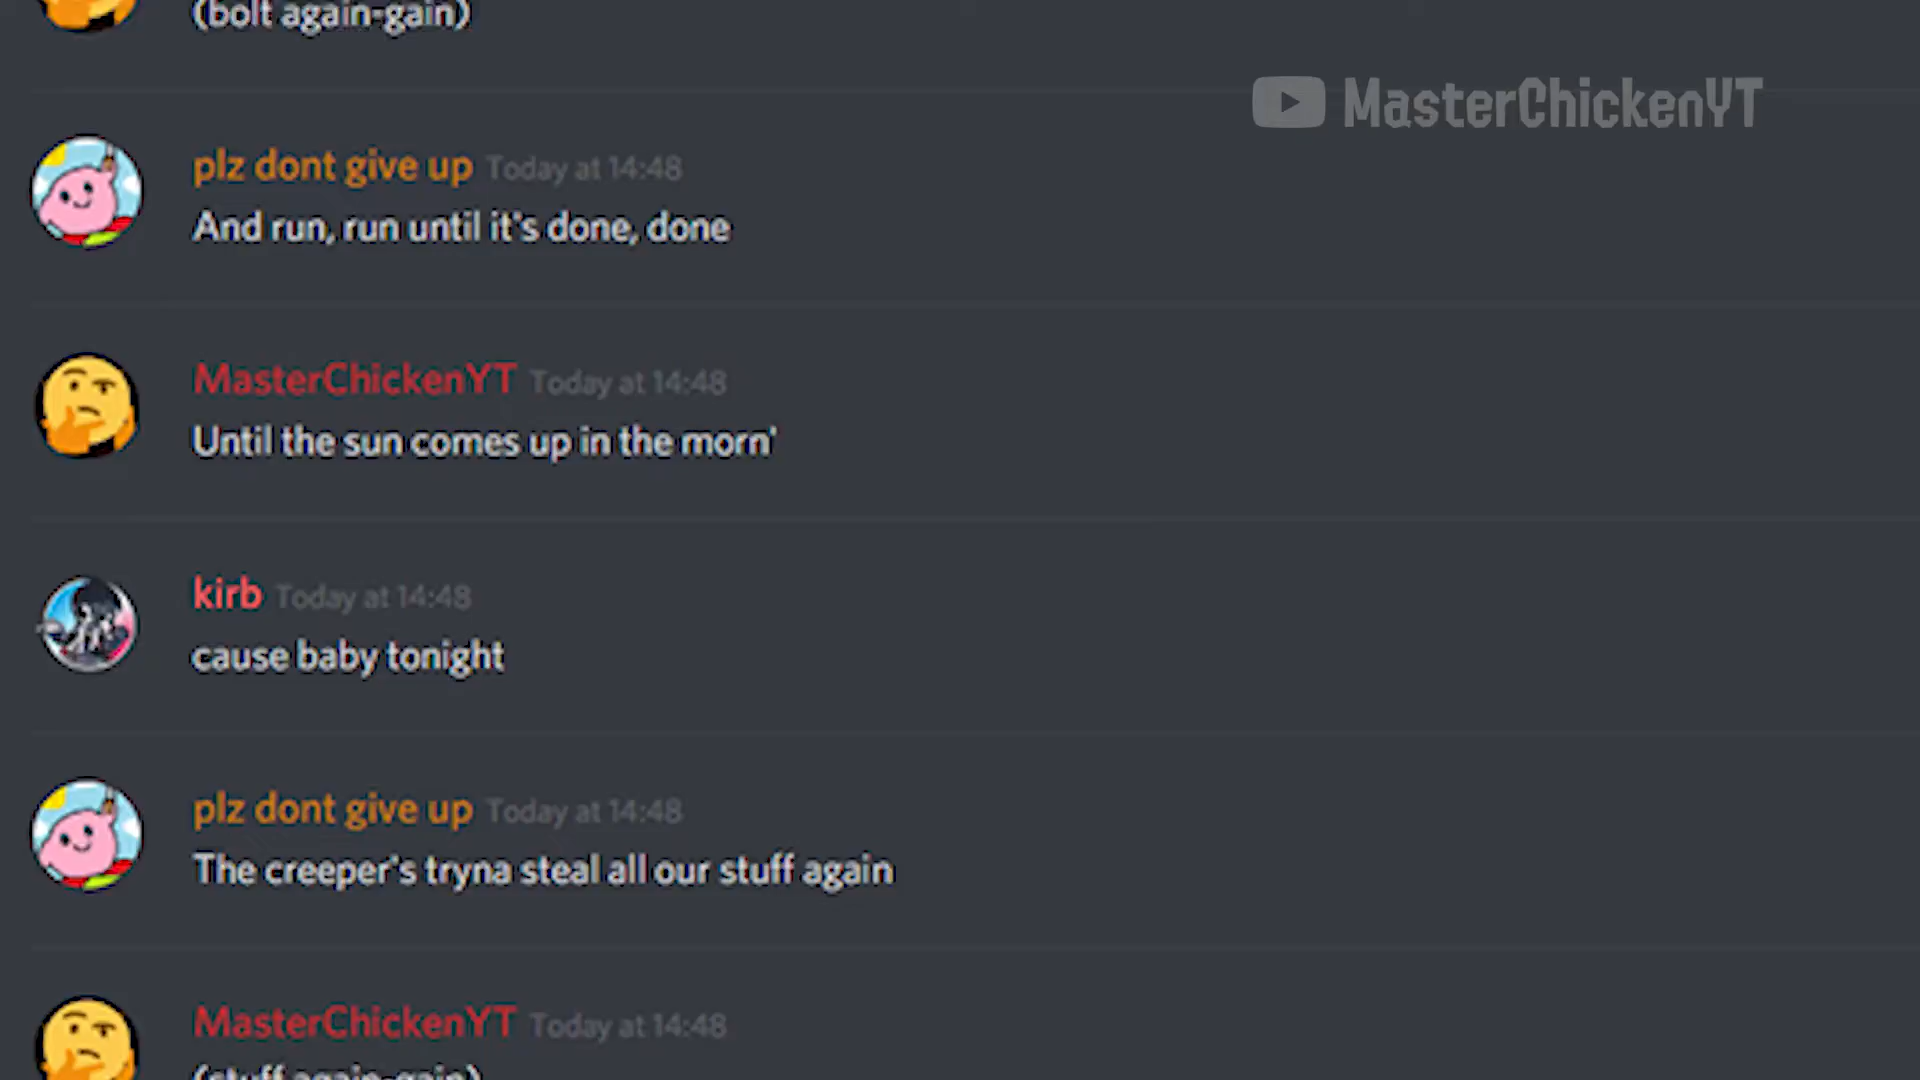 (bolt again-gain)
MasterChickenYT
plz dont give up Today at 14:48
And run, run until it's done, done
MasterChickenYT Today at 14:48
Until the sun comes up in the morn'
kirb Today at 14:48
cause baby tonight
plz dont give up Today at 14:48
The creeper's tryna steal all our stuff again
MasterChickenYT Today at 14:48
(stuff again-gain)